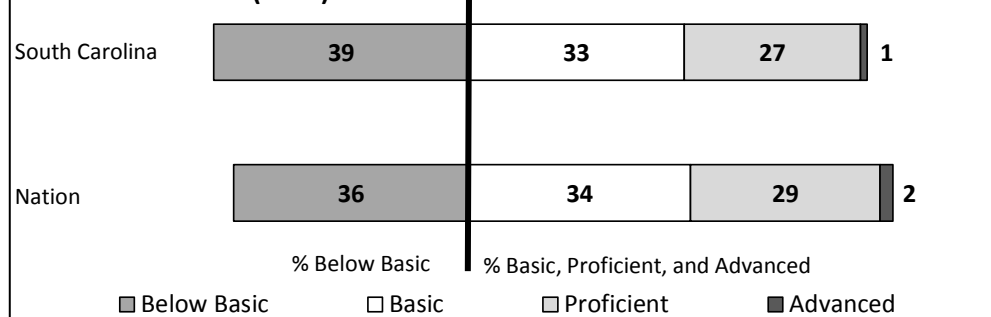 South Carolina 39 33 27 1
Nation 36 34 29 2
% Below Basic % Basic, Proficient, and Advanced
Below Basic Basic Proficient Advanced